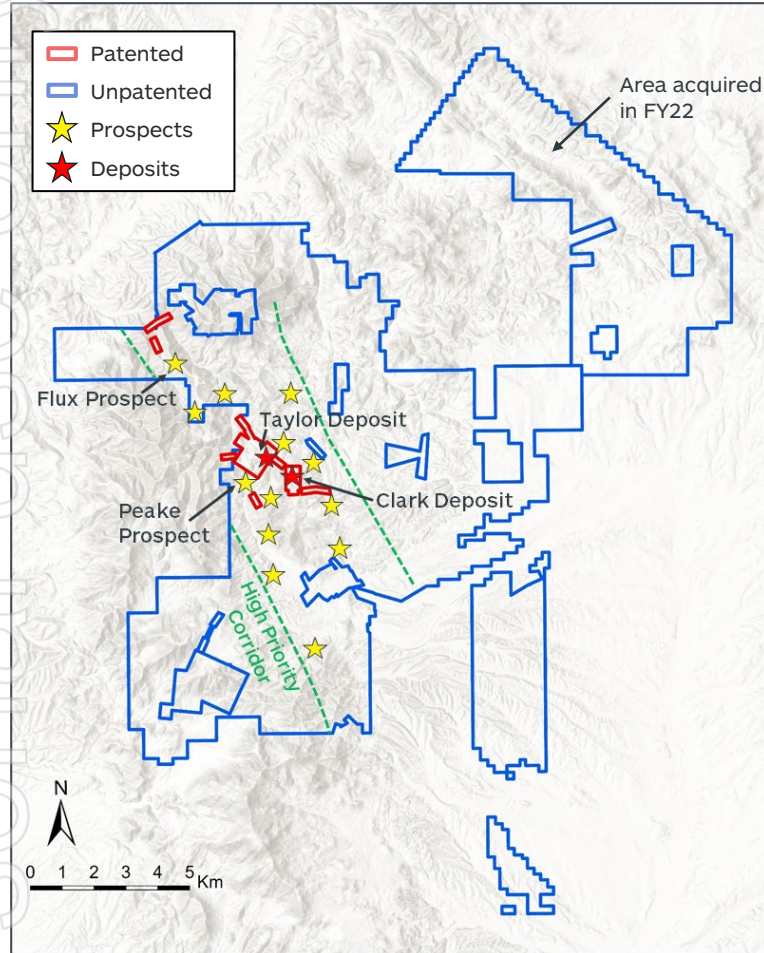 Patented
Unpatented
Prospects
Deposits
Area acquired
in FY22
Flux Prospect
Taylor Deposit
Clark Deposit
Peake
Prospect
High Priority
Corridor
N
0 1 2 3 4 5 Km